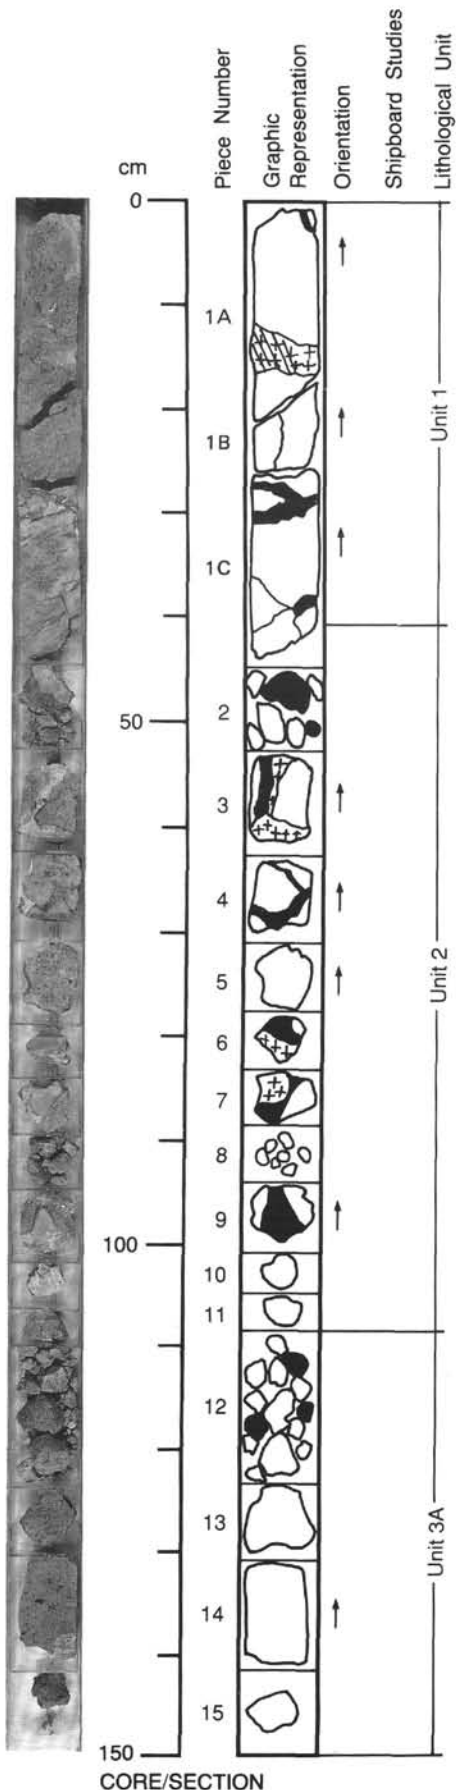 cm
Piece Number
Graphic
Representation
Orientation
Shipboard Studies
Lithological Unit
0
1A
1B
Unit 1
1C
2
50
3
4
5
Unit 2
6
7
8
9
100
10
11
12
13
Unit 3A
14
15
150
CORE/SECTION